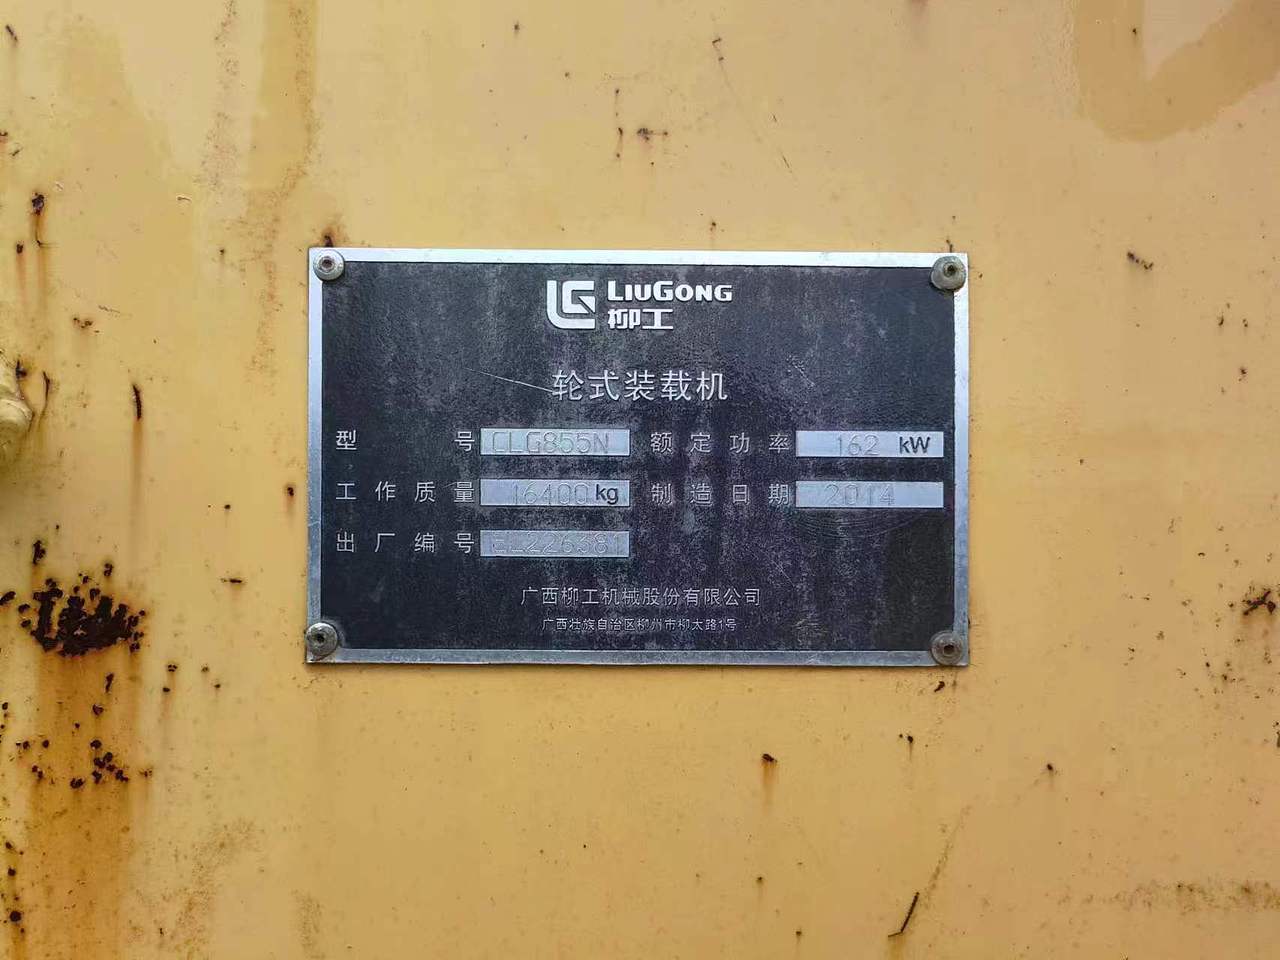 LIUGONG
柳工
轮式装载机
型号 CLG855N 额定功率 162 kW
工作质量 16400kg 制造日期 2014
出厂编号 EL226381
广西柳工机械股份有限公司
广西壮族自治区柳州市柳太路1号